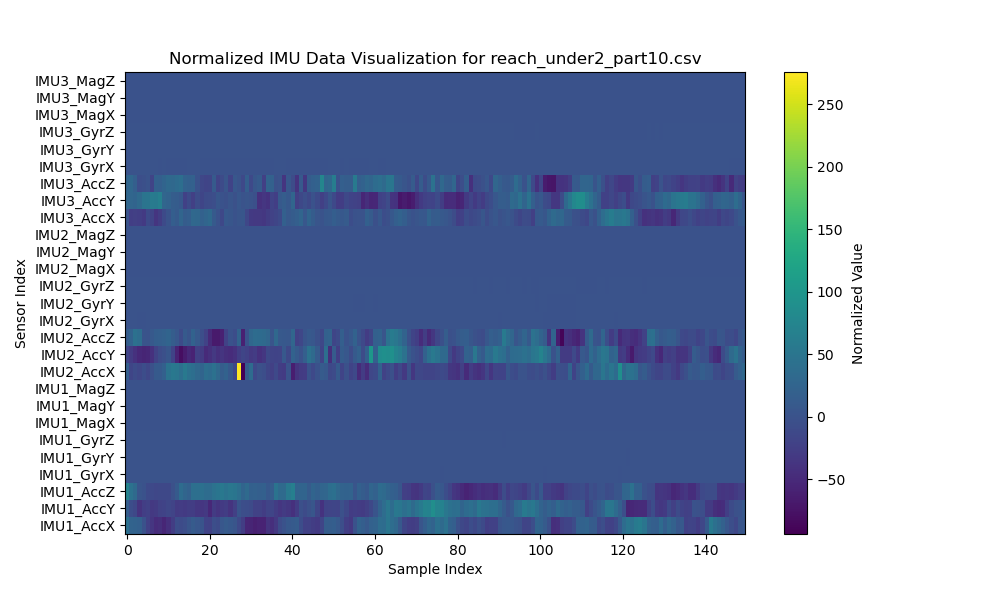 Normalized IMU Data Visualization for reach_under2_part10.csv
IMU3_MagZ
IMU3_MagY
IMU3_MagX
IMU3_GyrZ
IMU3_GyrY
IMU3_GyrX
IMU3_AccZ
IMU3_AccY
IMU3_AccX
IMU2_MagZ
IMU2_MagY
IMU2_MagX
IMU2_GyrZ
IMU2_GyrY
IMU2_GyrX
IMU2_AccZ
IMU2_AccY
IMU2_AccX
IMU1_MagZ
IMU1_MagY
IMU1_MagX
IMU1_GyrZ
IMU1_GyrY
IMU1_GyrX
IMU1_AccZ
IMU1_AccY
IMU1_AccX
Sensor Index
0 20 40 60 80 100 120 140
Sample Index
250
200
150
100
50
0
−50
Normalized Value